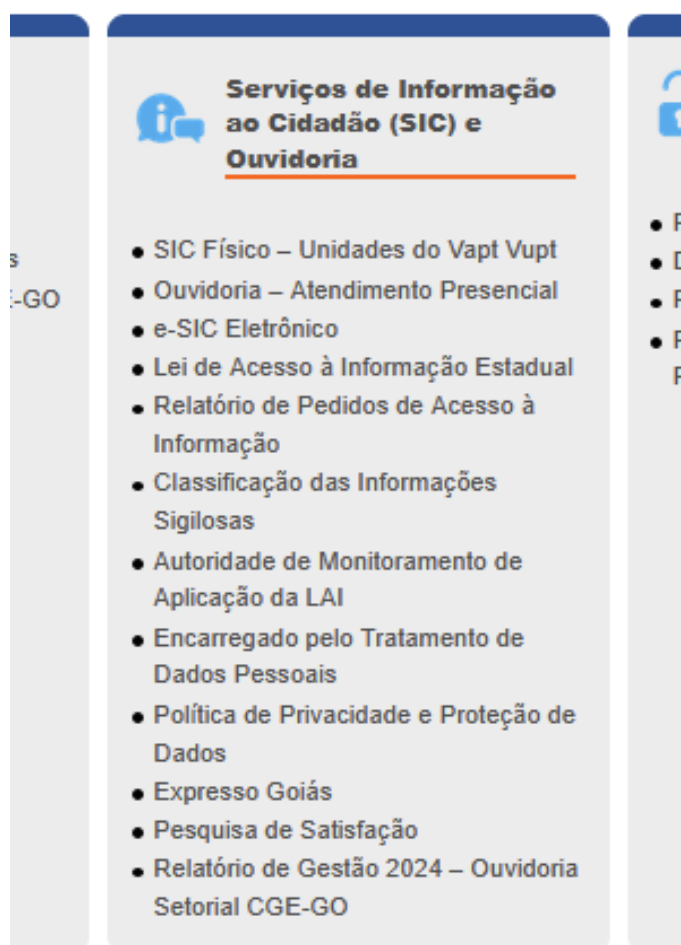 Serviços de Informação
ao Cidadão (SIC) e
Ouvidoria
SIC Físico – Unidades do Vapt Vupt
Ouvidoria – Atendimento Presencial
e-SIC Eletrônico
Lei de Acesso à Informação Estadual
Relatório de Pedidos de Acesso à
Informação
Classificação das Informações
Sigilosas
Autoridade de Monitoramento de
Aplicação da LAI
Encarregado pelo Tratamento de
Dados Pessoais
Política de Privacidade e Proteção de
Dados
Expresso Goiás
Pesquisa de Satisfação
Relatório de Gestão 2024 – Ouvidoria
Setorial CGE-GO